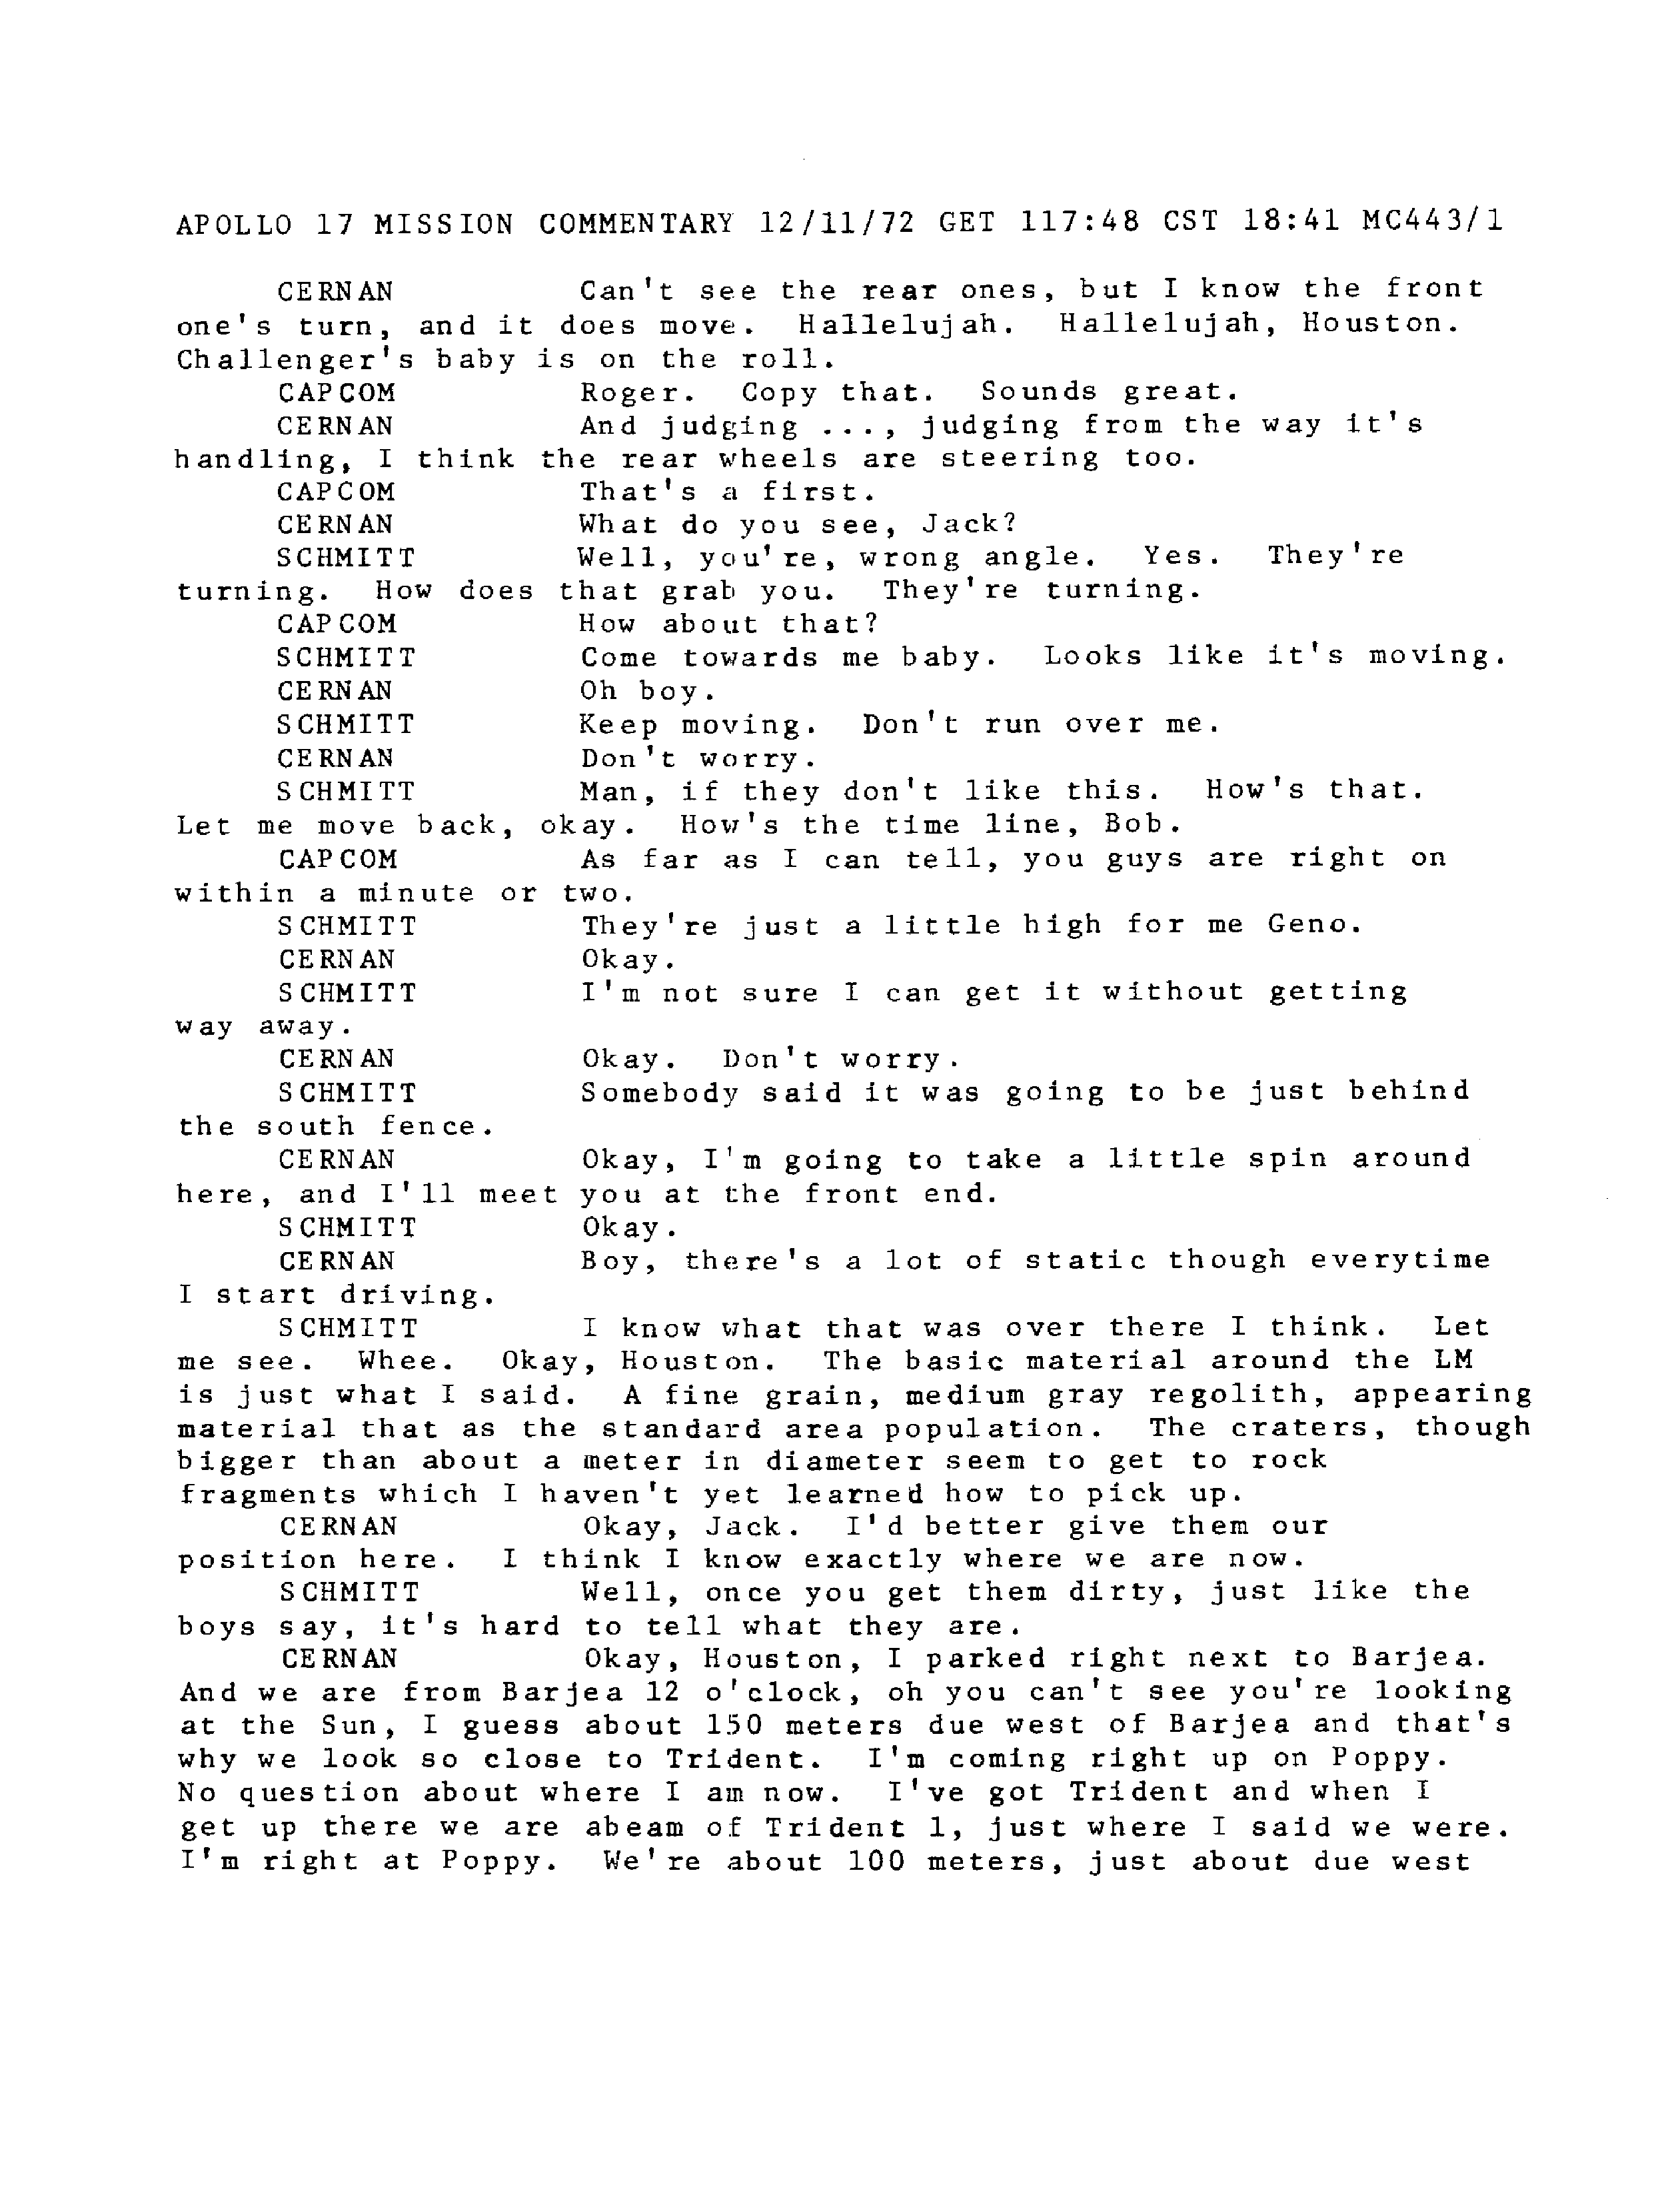 APOLLO 17 MISSION COMMENTARY 12/11/72 GET 117:48 CST 18:41 MC443/1
CERNAN Can't see the rear ones, but I know the front
one's turn, and it does move. Hallelujah. Hallelujah, Houston.
Challenger's baby is on the roll.
CAPCOM Roger. Copy that. Sounds great.
CERNAN And judging ..., judging from the way it's
handling, I think the rear wheels are steering too.
CAPCOM That's a first.
CERNAN What do you see, Jack?
SCHMITT Well, you're, wrong angle. Yes. They're
turning. How does that grab you. They're turning.
CAPCOM How about that?
SCHMITT Come towards me baby. Looks like it's moving.
CERNAN Oh boy.
SCHMITT Keep moving. Don't run over me.
CERNAN Don't worry.
SCHMITT Man, if they don't like this. How's that.
Let me move back, okay. How's the time line, Bob.
CAPCOM As far as I can tell, you guys are right on
within a minute or two.
SCHMITT They're just a little high for me Geno.
CERNAN Okay.
SCHMITT I'm not sure I can get it without getting
way away.
CERNAN Okay. Don't worry.
SCHMITT Somebody said it was going to be just behind
the south fence.
CERNAN Okay, I'm going to take a little spin around
here, and I'll meet you at the front end.
SCHMITT Okay.
CERNAN Boy, there's a lot of static though everytime
I start driving.
SCHMITT I know what that was over there I think. Let
me see. Whee. Okay, Houston. The basic material around the LM
is just what I said. A fine grain, medium gray regolith, appearing
material that as the standard area population. The craters, though
bigger than about a meter in diameter seem to get to rock
fragments which I haven't yet learned how to pick up.
CERNAN Okay, Jack. I'd better give them our
position here. I think I know exactly where we are now.
SCHMITT Well, once you get them dirty, just like the
boys say, it's hard to tell what they are.
CERNAN Okay, Houston, I parked right next to Barjea.
And we are from Barjea 12 o'clock, oh you can't see you're looking
at the Sun, I guess about 150 meters due west of Barjea and that's
why we look so close to Trident. I'm coming right up on Poppy.
No question about where I am now. I've got Trident and when I
get up there we are abeam of Trident 1, just where I said we were.
I'm right at Poppy. We're about 100 meters, just about due west